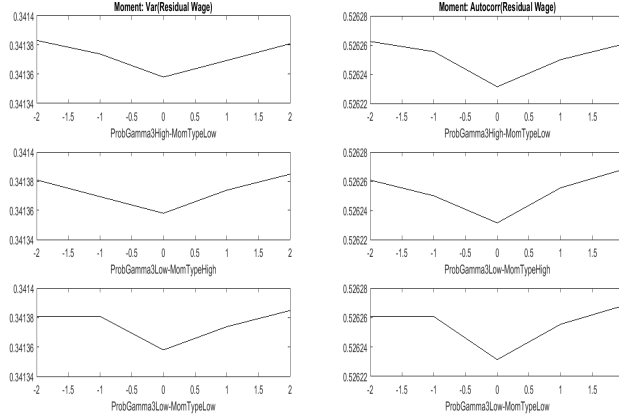 Moment: Var(Residual Wage)
0.3414
0.34138
0.34136
0.34134
-2 -1.5 -1 -0.5 0 0.5 1 1.5 2
ProbGamma3High-MomTypeLow
Moment: Autocorr(Residual Wage)
0.52628
0.52626
0.52624
0.52622
-2 -1.5 -1 -0.5 0 0.5 1 1.5
ProbGamma3High-MomTypeLow
0.3414
0.34138
0.34136
0.34134
-2 -1.5 -1 -0.5 0 0.5 1 1.5 2
ProbGamma3Low-MomTypeHigh
0.52628
0.52626
0.52624
0.52622
-2 -1.5 -1 -0.5 0 0.5 1 1.5
ProbGamma3Low-MomTypeHigh
0.3414
0.34138
0.34136
0.34134
-2 -1.5 -1 -0.5 0 0.5 1 1.5 2
ProbGamma3Low-MomTypeLow
0.52628
0.52626
0.52624
0.52622
-2 -1.5 -1 -0.5 0 0.5 1 1.5
ProbGamma3Low-MomTypeLow